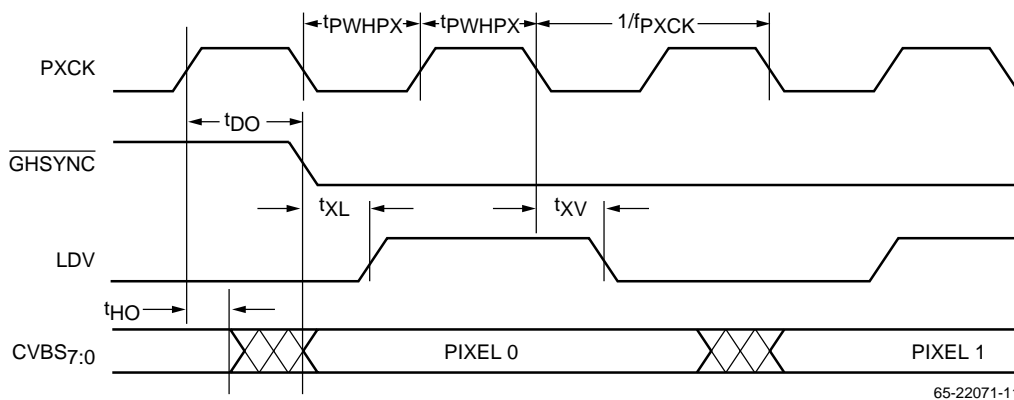 tPWHPX tPWHPX 1/fPXCK
PXCK
tDO
GHSYNC
tXL tXV
LDV
tHO
CVBS7:0 PIXEL 0 PIXEL 1
65-22071-11